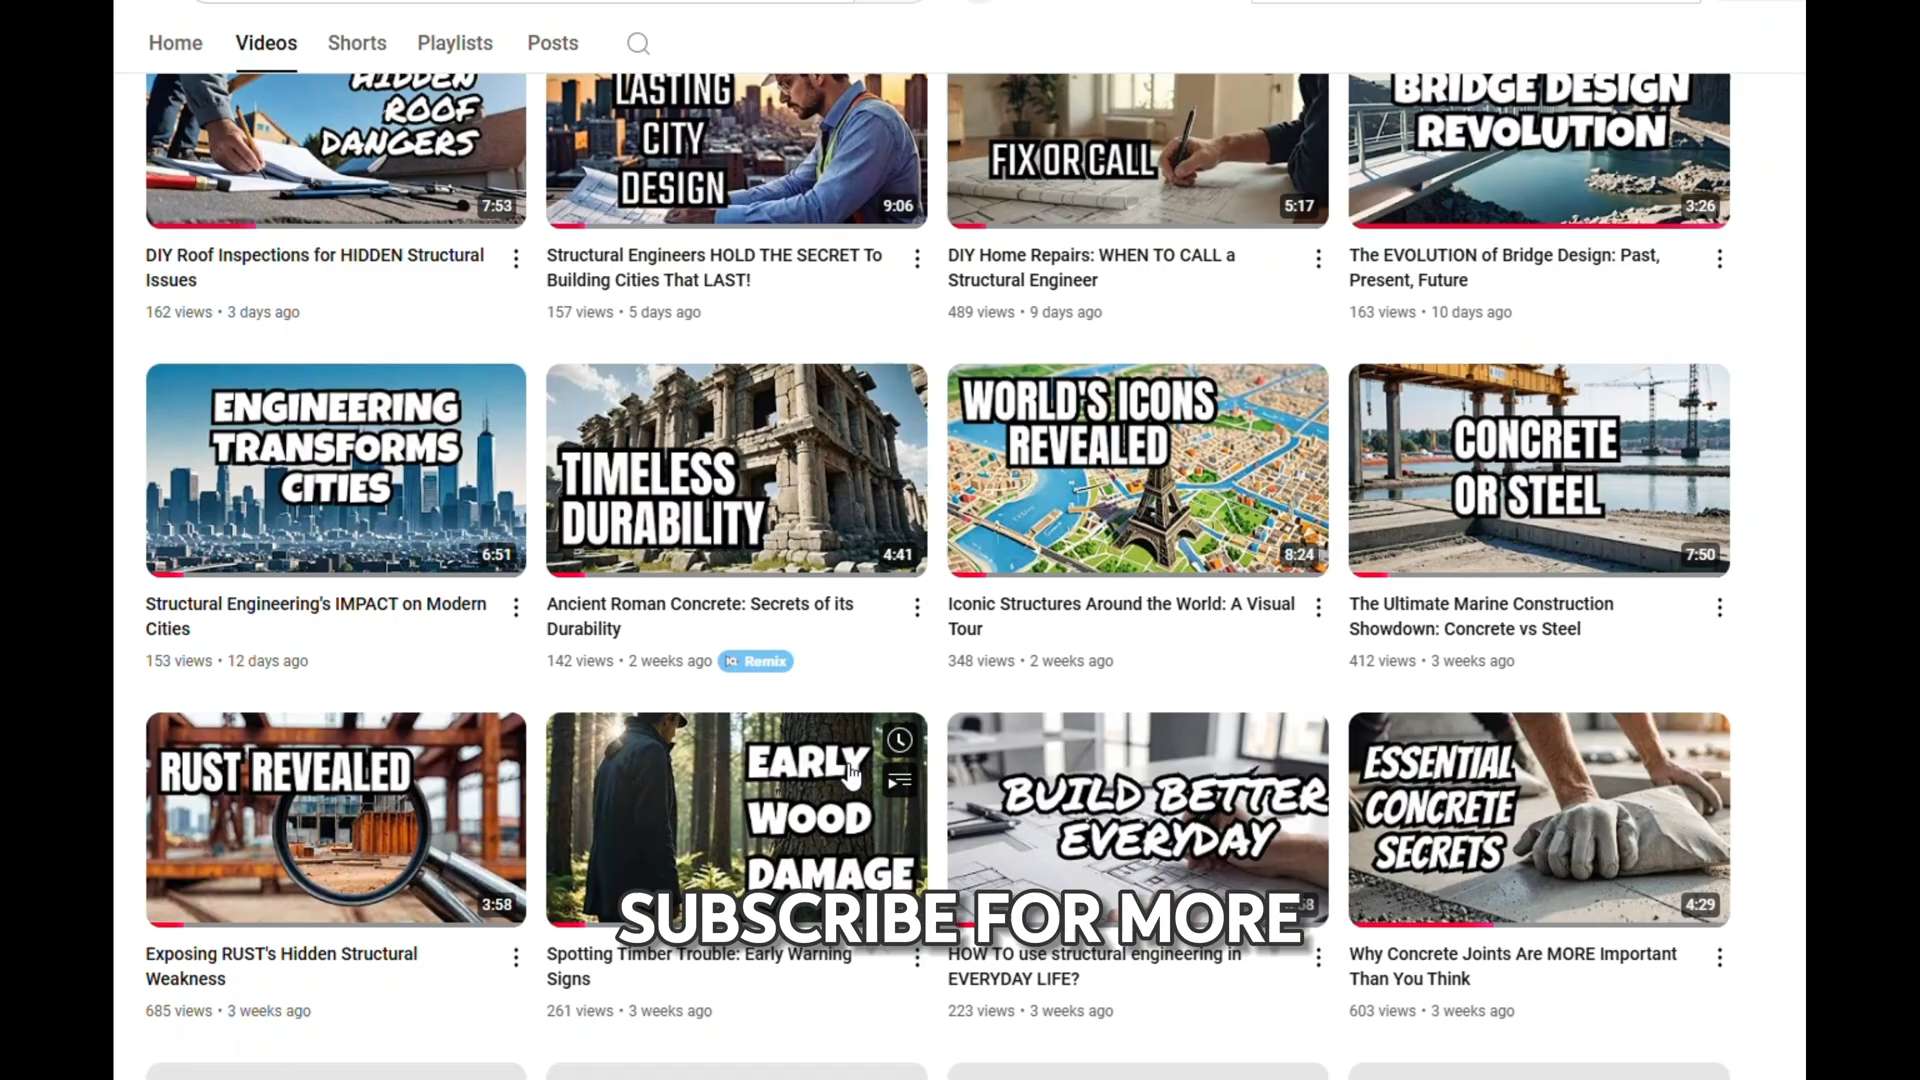 Home Videos Shorts Playlists Posts
HIDDEN
ROOF
DANGERS
7:53
LASTING
CITY
DESIGN
9:06
FIX OR CALL
5:17
BRIDGE DESIGN
REVOLUTION
3:26
DIY Roof Inspections for HIDDEN Structural
Issues
162 views • 3 days ago
Structural Engineers HOLD THE SECRET To
Building Cities That LAST!
157 views • 5 days ago
DIY Home Repairs: WHEN TO CALL a
Structural Engineer
489 views • 9 days ago
The EVOLUTION of Bridge Design: Past,
Present, Future
163 views • 10 days ago
ENGINEERING
TRANSFORMS
CITIES
6:51
TIMELESS
DURABILITY
4:41
WORLD'S ICONS
REVEALED
8:24
CONCRETE
OR STEEL
7:50
Structural Engineering's IMPACT on Modern
Cities
153 views • 12 days ago
Ancient Roman Concrete: Secrets of its
Durability
142 views • 2 weeks ago Remix
Iconic Structures Around the World: A Visual
Tour
348 views • 2 weeks ago
The Ultimate Marine Construction
Showdown: Concrete vs Steel
412 views • 3 weeks ago
RUST REVEALED
3:58
EARLY
WOOD
DAMAGE
BUILD BETTER
EVERYDAY
ESSENTIAL
CONCRETE
SECRETS
4:29
SUBSCRIBE FOR MORE
Exposing RUST's Hidden Structural
Weakness
685 views • 3 weeks ago
Spotting Timber Trouble: Early Warning
Signs
261 views • 3 weeks ago
HOW TO use structural engineering in
EVERYDAY LIFE?
223 views • 3 weeks ago
Why Concrete Joints Are MORE Important
Than You Think
603 views • 3 weeks ago